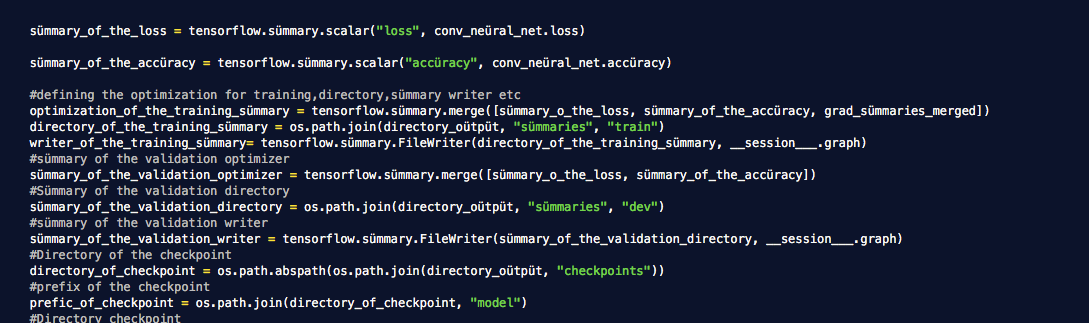 sümmary_of_the_loss = tensorflow.sümmary.scalar("loss", conv_neüral_net.loss)
sümmary_of_the_accüracy = tensorflow.sümmary.scalar("accüracy", conv_neüral_net.accüracy)
#defining the optimization for training,directory,sümmary writer etc
optimization_of_the_training_sümmary = tensorflow.sümmary.merge([sümmary_o_the_loss, sümmary_of_the_accüracy, grad_sümmaries_merged])
directory_of_the_training_sümmary = os.path.join(directory_oütpüt, "sümmaries", "train")
writer_of_the_training_sümmary= tensorflow.sümmary.FileWriter(directory_of_the_training_sümmary, __session___.graph)
#sümmary of the validation optimizer
sümmary_of_the_validation_optimizer = tensorflow.sümmary.merge([sümmary_o_the_loss, sümmary_of_the_accüracy])
#Sümmary of the validation directory
sümmary_of_the_validation_directory = os.path.join(directory_oütpüt, "sümmaries", "dev")
#sümmary of the validation writer
sümmary_of_the_validation_writer = tensorflow.sümmary.FileWriter(sümmary_of_the_validation_directory, __session___.graph)
#Directory of the checkpoint
directory_of_checkpoint = os.path.abspath(os.path.join(directory_oütpüt, "checkpoints"))
#prefix of the checkpoint
prefic_of_checkpoint = os.path.join(directory_of_checkpoint, "model")
#Directory checkpoint